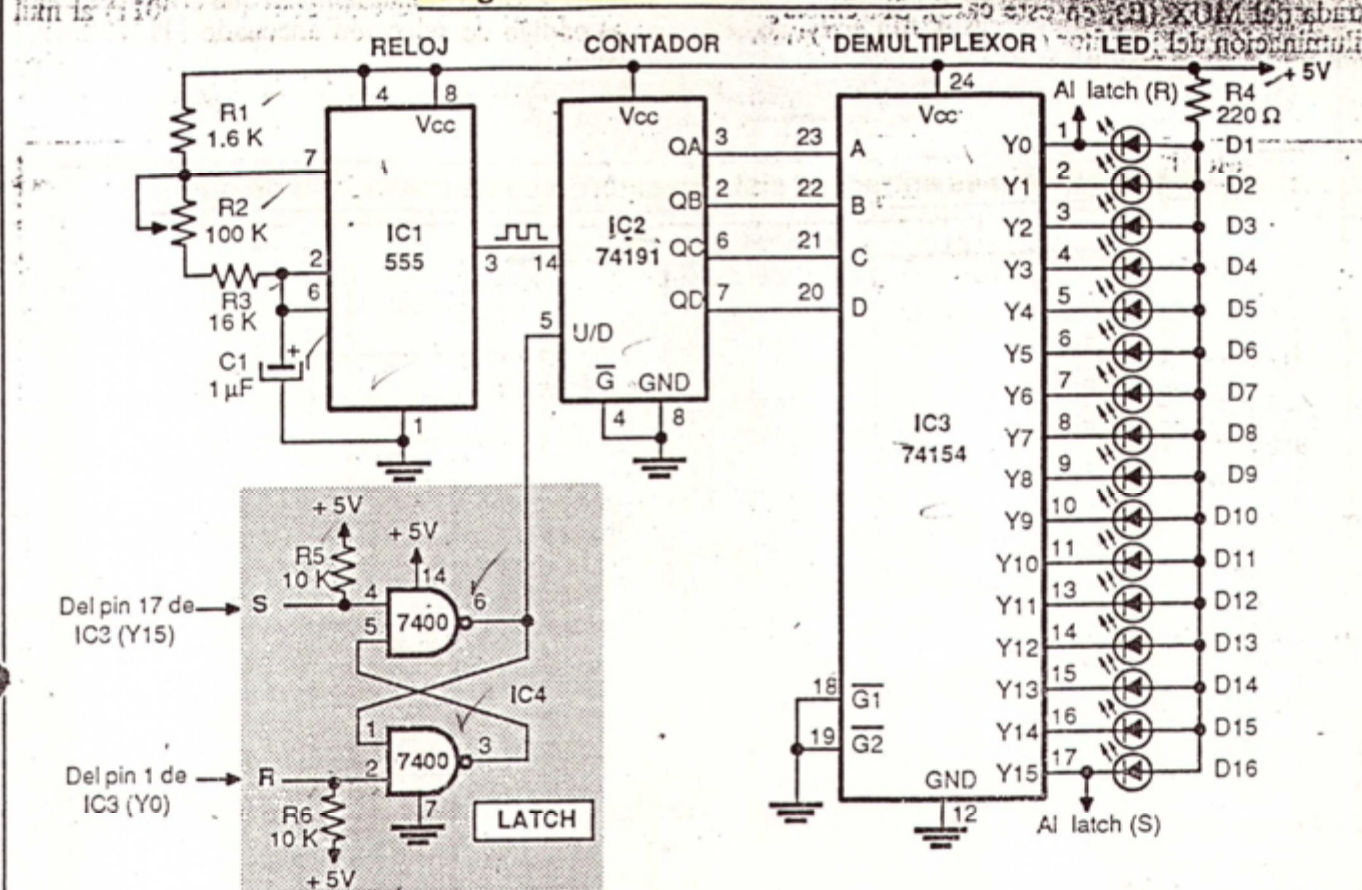 RELOJ
CONTADOR
DEMULTIPLEXOR
LED
+ 5V
R1
1.6 K
R2
100 K
R3
16 K
C1
+
1 µF
4
8
Vcc
7
2
6
IC1
555
3
1
14
Vcc
IC2
74191
QA
3
QB
2
QC
6
QD
7
5
U/D
G
GND
4
8
24
Vcc
23
A
22
B
21
C
20
D
IC3
74154
18
G1
19
G2
GND
12
Al latch (R)
R4
220 Ω
Y0
1
D1
Y1
2
D2
Y2
3
D3
Y3
4
D4
Y4
5
D5
Y5
6
D6
Y6
7
D7
Y7
8
D8
Y8
9
D9
Y9
10
D10
Y10
11
D11
Y11
13
D12
Y12
14
D13
Y13
15
D14
Y14
16
D15
Y15
17
D16
Al latch (S)
+ 5V
+ 5V
R5
10 K
14
Del pin 17 de
IC3 (Y15)
S
4
5
7400
6
IC4
1
2
7400
3
7
Del pin 1 de
IC3 (Y0)
R
R6
10 K
+ 5V
LATCH